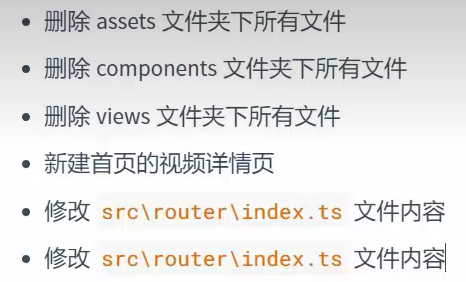 删除 assets 文件夹下所有文件
删除 components 文件夹下所有文件
删除 views 文件夹下所有文件
新建首页的视频详情页
修改 src\router\index.ts 文件内容
修改 src\router\index.ts 文件内容